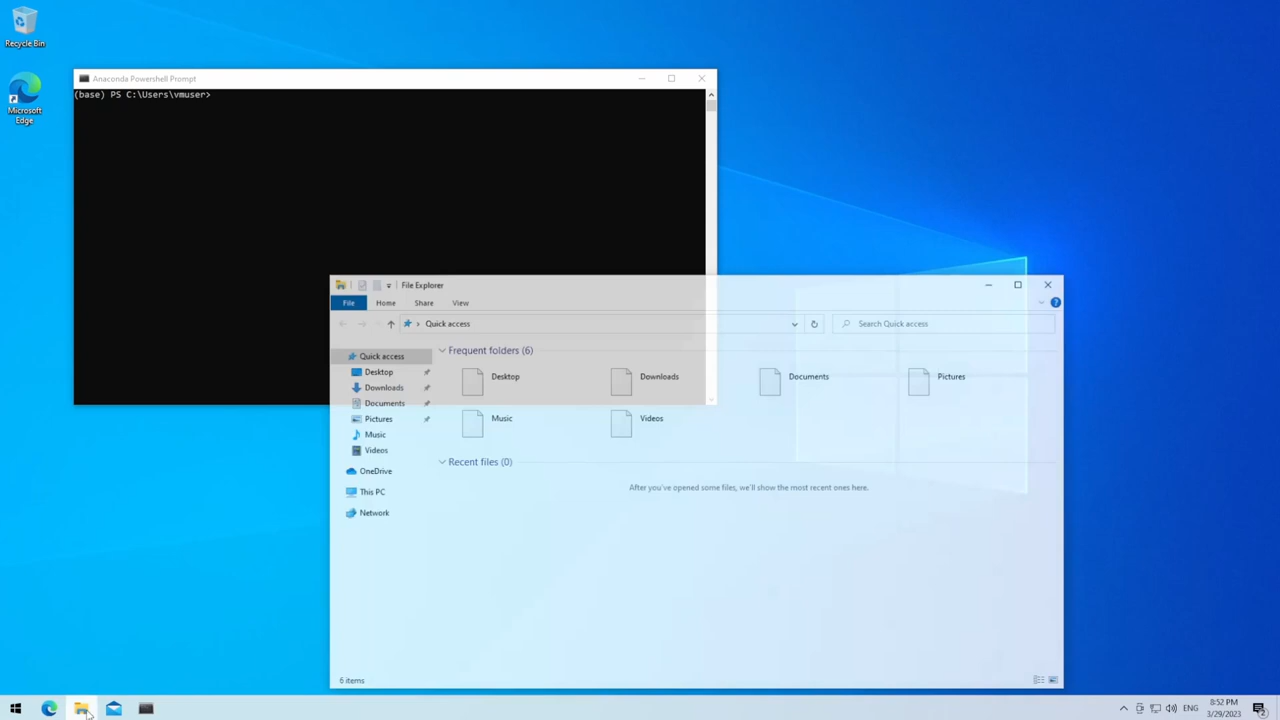 Recycle Bin
Microsoft
Edge
Anaconda Powershell Prompt
(base) PS C:\Users\vmuser>
File Explorer
File Home Share View
Quick access
Search Quick access
Quick access
Desktop
Downloads
Documents
Pictures
Music
Videos
OneDrive
This PC
Network
Frequent folders (6)
Desktop Downloads Documents Pictures
Music Videos
Recent files (0)
After you've opened some files, we'll show the most recent ones here.
6 items
ENG
8:52 PM
3/29/2023
2